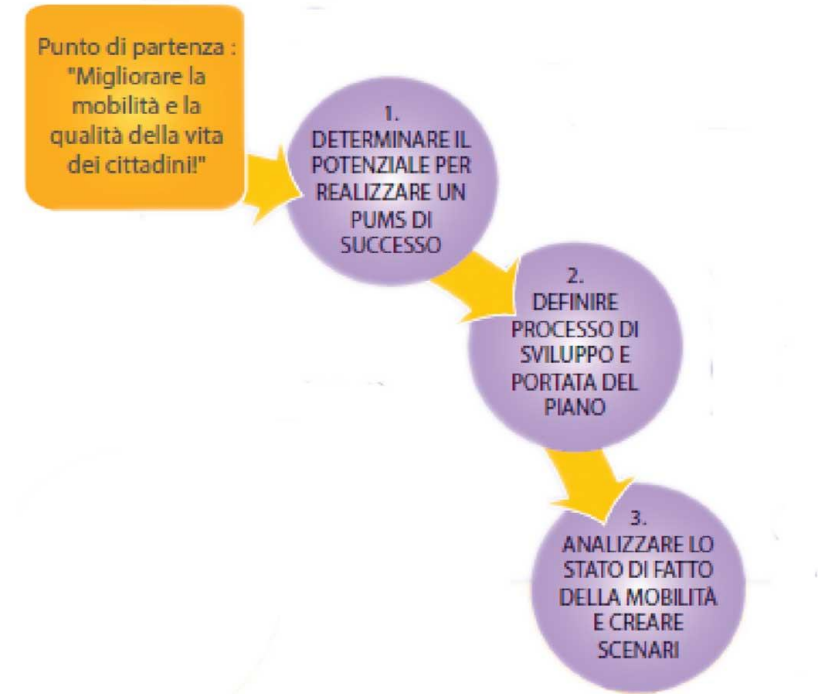 Punto di partenza :
"Migliorare la
mobilità e la
qualità della vita
dei cittadini!"
1.
DETERMINARE IL
POTENZIALE PER
REALIZZARE UN
PUMS DI
SUCCESSO
2.
DEFINIRE
PROCESSO DI
SVILUPPO E
PORTATA DEL
PIANO
3.
ANALIZZARE LO
STATO DI FATTO
DELLA MOBILITÀ
E CREARE
SCENARI